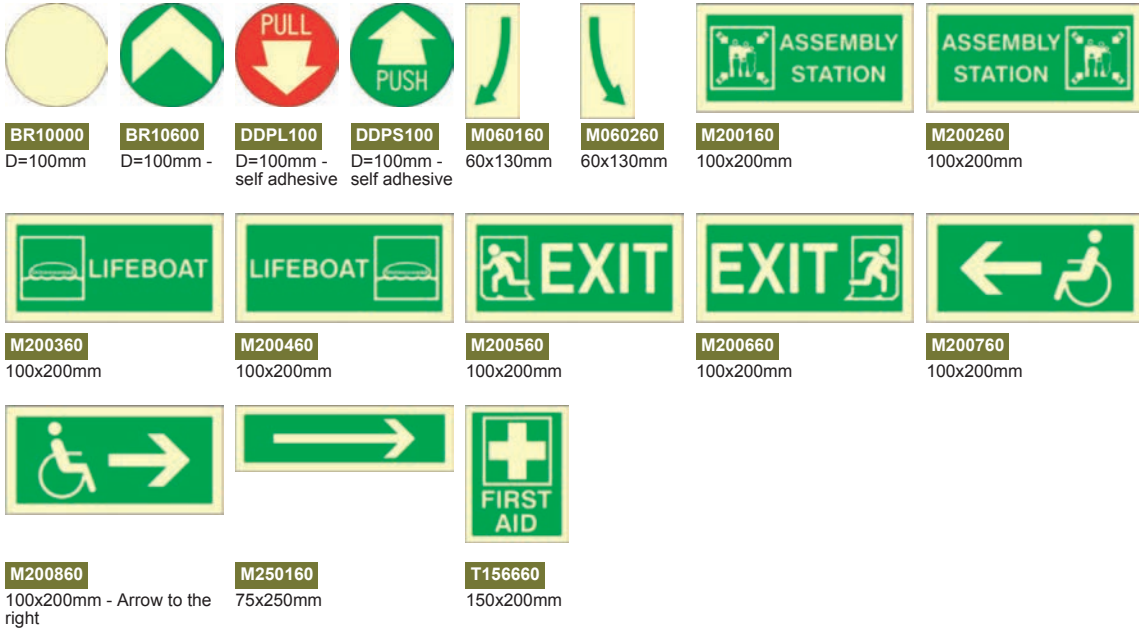 PULL
PUSH
ASSEMBLY
STATION
ASSEMBLY
STATION
BR10000
D=100mm
BR10600
D=100mm -
DDPL100
D=100mm -
self adhesive
DDPS100
D=100mm -
self adhesive
M060160
60x130mm
M060260
60x130mm
M200160
100x200mm
M200260
100x200mm
LIFEBOAT
LIFEBOAT
EXIT
EXIT
M200360
100x200mm
M200460
100x200mm
M200560
100x200mm
M200660
100x200mm
M200760
100x200mm
FIRST
AID
M200860
100x200mm - Arrow to the
right
M250160
75x250mm
T156660
150x200mm